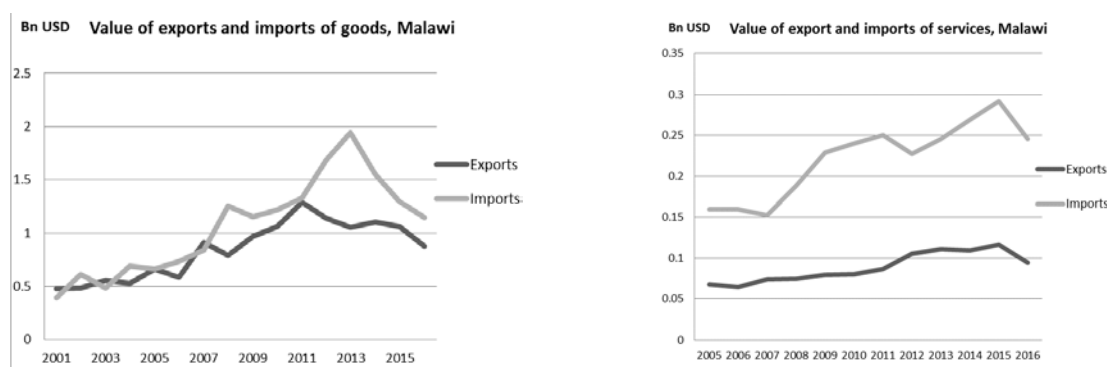 Bn USD Value of exports and imports of goods, Malawi
2.5
2
1.5
1
0.5
0
2001 2003 2005 2007 2009 2011 2013 2015
Exports
Imports
Bn USD Value of export and imports of services, Malawi
0.35
0.3
0.25
0.2
0.15
0.1
0.05
0
2005 2006 2007 2008 2009 2010 2011 2012 2013 2014 2015 2016
Exports
Imports